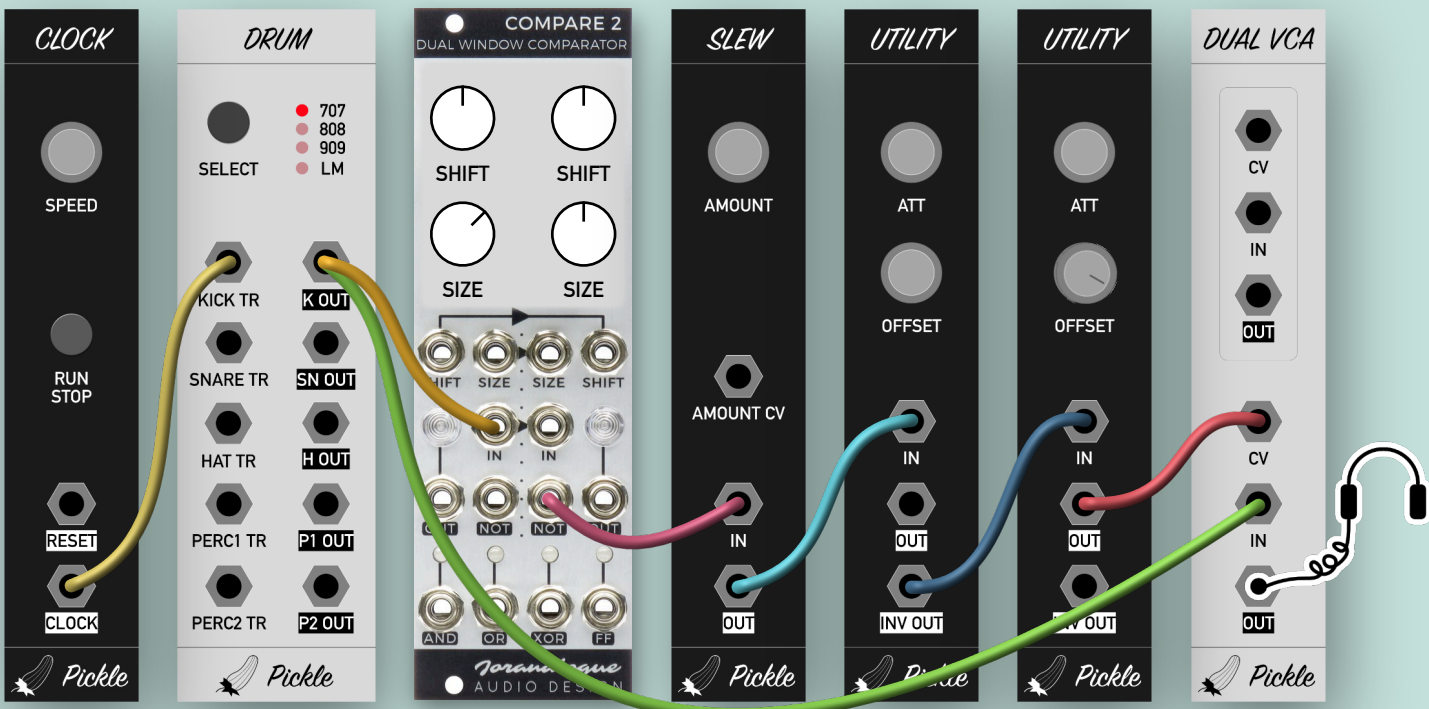 CLOCK
SPEED
RUN
STOP
RESET
CLOCK
Pickle
DRUM
SELECT
707
808
909
LM
KICK TR
K OUT
SNARE TR
SN OUT
HAT TR
H OUT
PERC1 TR
P1 OUT
PERC2 TR
P2 OUT
Pickle
COMPARE 2
DUAL WINDOW COMPARATOR
SHIFT SHIFT
SIZE SIZE
SHIFT SIZE SIZE SHIFT
IN IN
OUT NOT NOT OUT
AND OR XOR FF
Joranalogue
AUDIO DESIGN
SLEW
AMOUNT
AMOUNT CV
IN
OUT
Pickle
UTILITY
ATT
OFFSET
IN
OUT
INV OUT
Pickle
UTILITY
ATT
OFFSET
IN
OUT
INV OUT
Pickle
DUAL VCA
CV
IN
OUT
CV
IN
OUT
Pickle